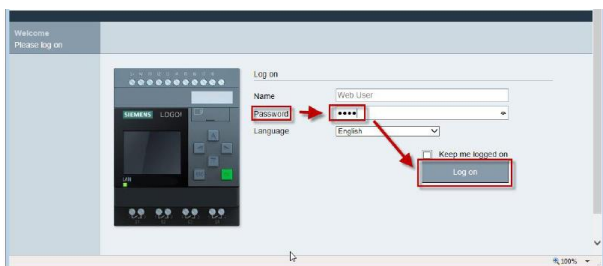 Welcome
Please log on
Log on
Name
Web User
Password
••••
Language
English
Keep me logged on
Log on
SIEMENS LOGO!
100%